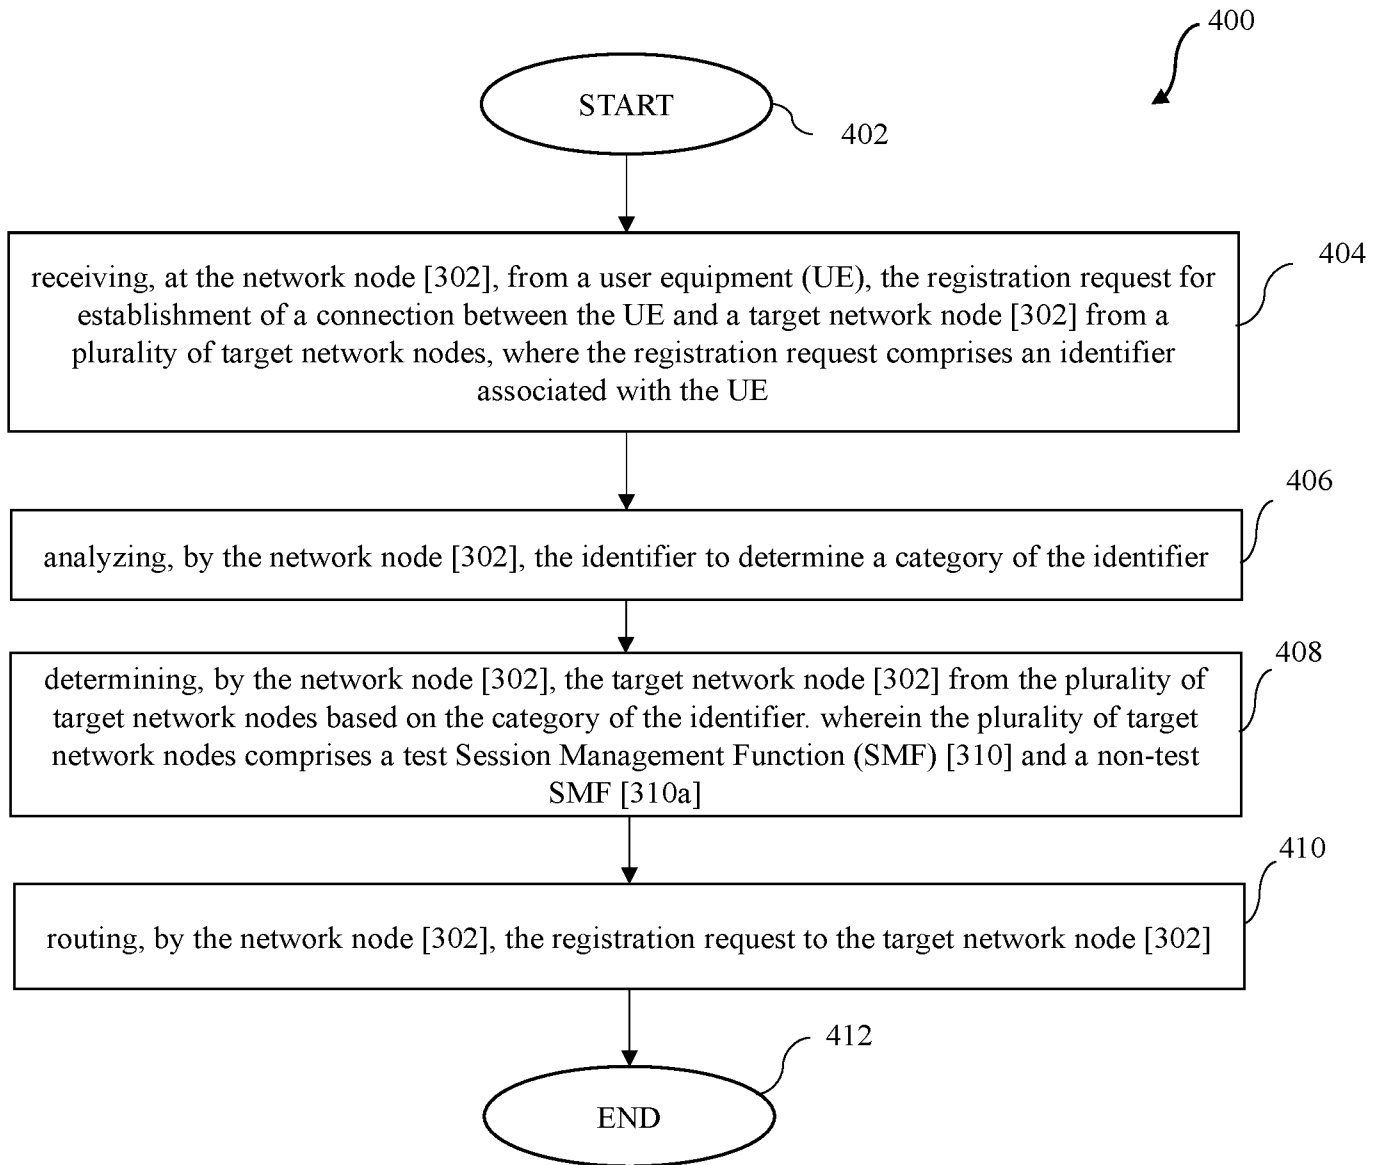 400
START
402
receiving, at the network node [302], from a user equipment (UE), the registration request for
establishment of a connection between the UE and a target network node [302] from a
plurality of target network nodes, where the registration request comprises an identifier
associated with the UE
404
406
analyzing, by the network node [302], the identifier to determine a category of the identifier
408
determining, by the network node [302], the target network node [302] from the plurality of
target network nodes based on the category of the identifier. wherein the plurality of target
network nodes comprises a test Session Management Function (SMF) [310] and a non-test
SMF [310a]
410
routing, by the network node [302], the registration request to the target network node [302]
412
END